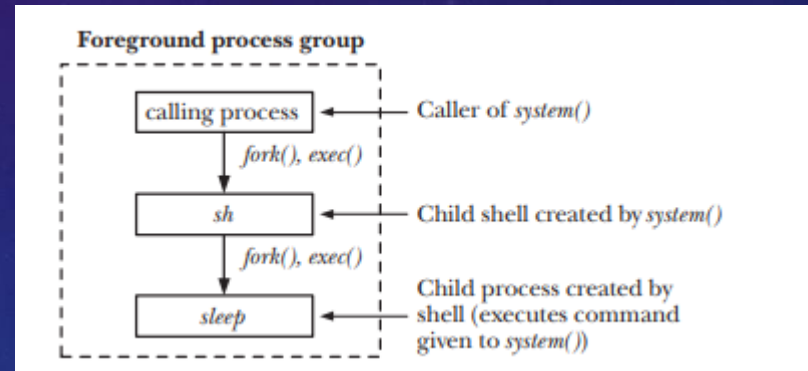 Foreground process group
calling process
Caller of system()
fork(), exec()
sh
Child shell created by system()
fork(), exec()
sleep
Child process created by
shell (executes command
given to system())